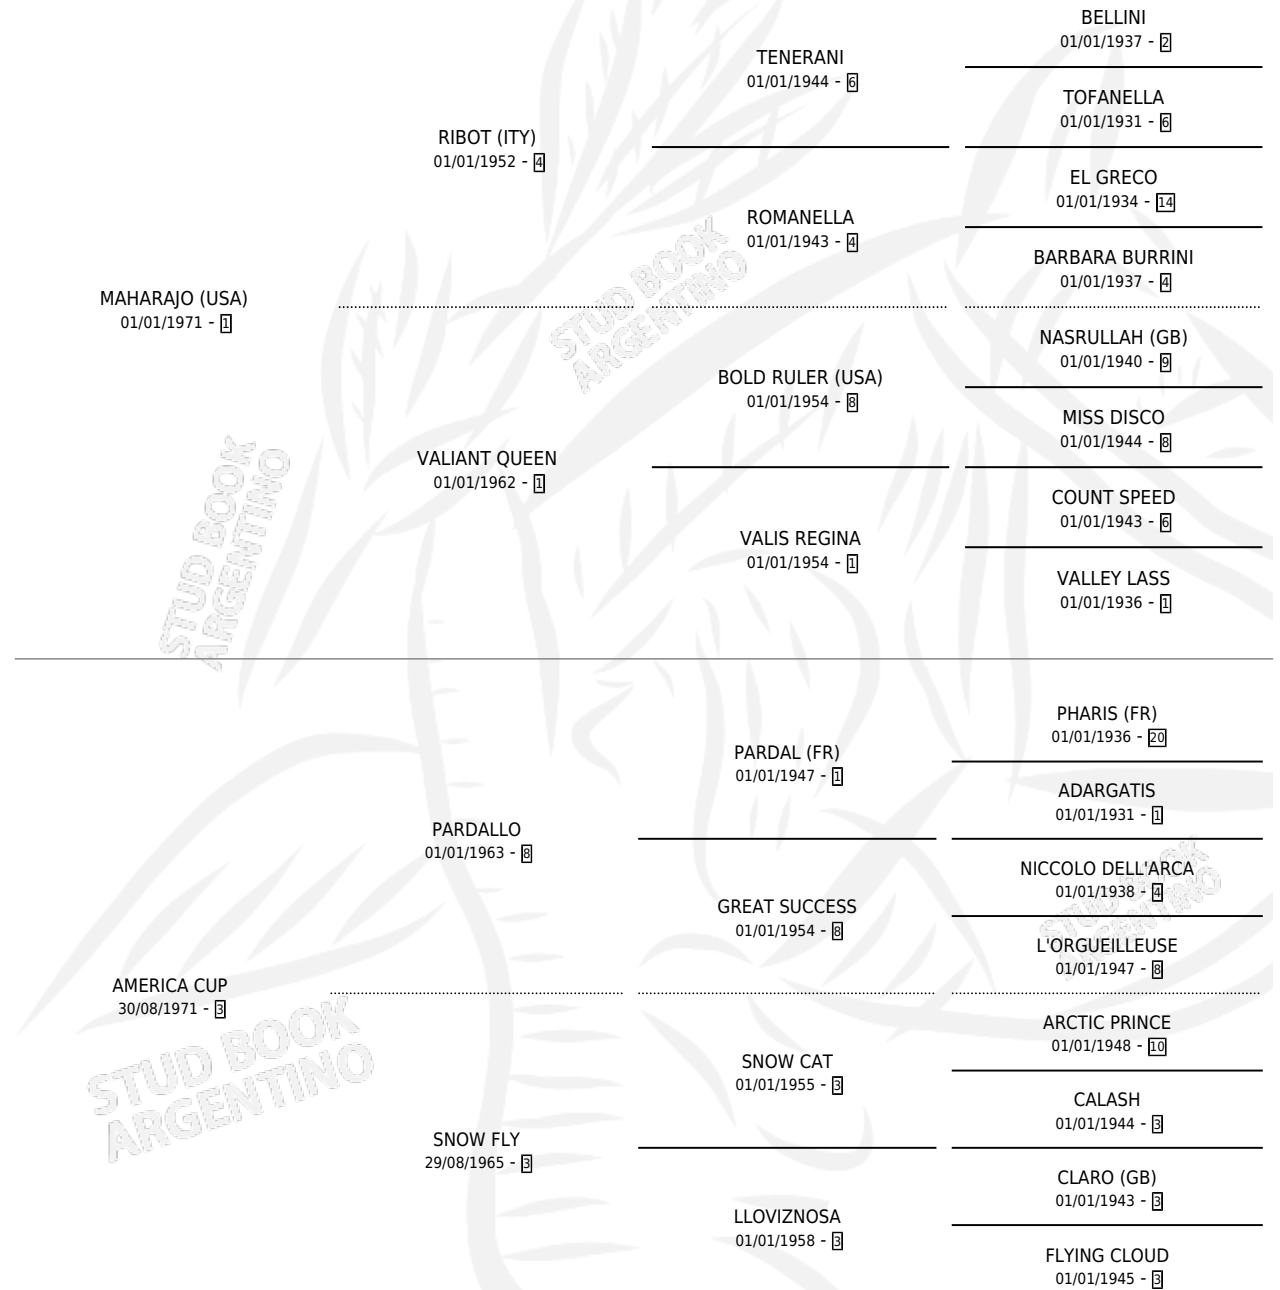 BELLINI
01/01/1937 - 2
TENERANI
01/01/1944 - 6
TOFANELLA
01/01/1931 - 6
RIBOT (ITY)
01/01/1952 - 4
EL GRECO
01/01/1934 - 14
ROMANELLA
01/01/1943 - 4
BARBARA BURRINI
01/01/1937 - 4
MAHARAJO (USA)
01/01/1971 - 1
NASRULLAH (GB)
01/01/1940 - 9
BOLD RULER (USA)
01/01/1954 - 8
MISS DISCO
01/01/1944 - 8
VALIANT QUEEN
01/01/1962 - 1
COUNT SPEED
01/01/1943 - 6
VALIS REGINA
01/01/1954 - 1
VALLEY LASS
01/01/1936 - 1
PHARIS (FR)
01/01/1936 - 20
PARDAL (FR)
01/01/1947 - 1
ADARGATIS
01/01/1931 - 1
PARDALLO
01/01/1963 - 8
NICCOLO DELL'ARCA
01/01/1938 - 4
GREAT SUCCESS
01/01/1954 - 8
L'ORGUEILLEUSE
01/01/1947 - 8
AMERICA CUP
30/08/1971 - 3
ARCTIC PRINCE
01/01/1948 - 10
SNOW CAT
01/01/1955 - 3
CALASH
01/01/1944 - 3
SNOW FLY
29/08/1965 - 3
CLARO (GB)
01/01/1943 - 3
LLOVIZNOSA
01/01/1958 - 3
FLYING CLOUD
01/01/1945 - 3
STUD BOOK
ARGENTINO
STUD BOOK
ARGENTINO
STUD BOOK
ARGENTINO
STUD BOOK
ARGENTINO